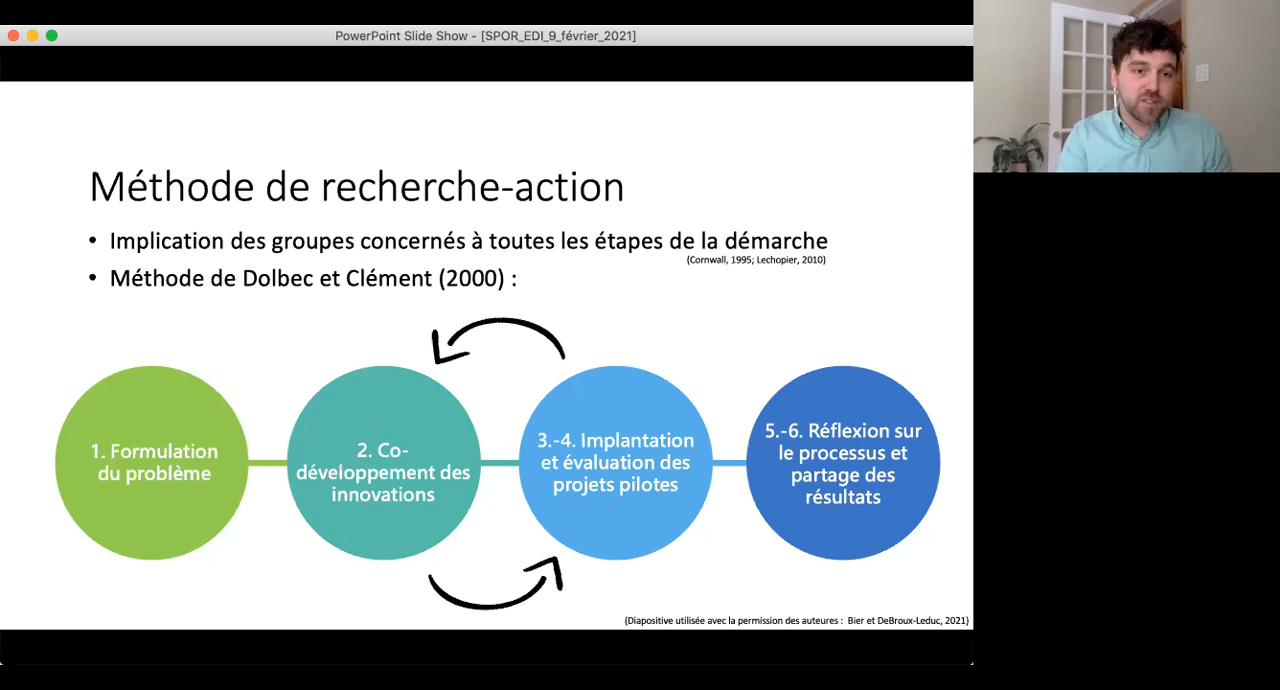 PowerPoint Slide Show - [SPOR_EDI_9_février_2021]
Méthode de recherche-action
• Implication des groupes concernés à toutes les étapes de la démarche
(Cornwall, 1995; Lechopier, 2010)
• Méthode de Dolbec et Clément (2000) :
1. Formulation
du problème
2. Co-
développement des
innovations
3.-4. Implantation
et évaluation des
projets pilotes
5.-6. Réflexion sur
le processus et
partage des
résultats
(Diapositive utilisée avec la permission des auteures : Bier et DeBroux-Leduc, 2021)